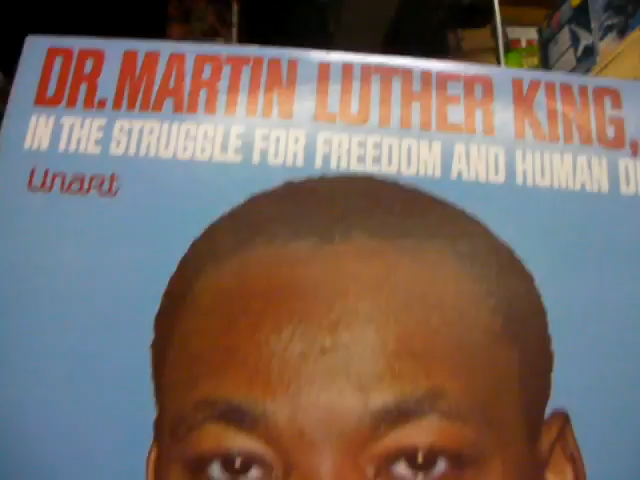 DR. MARTIN LUTHER KING,
IN THE STRUGGLE FOR FREEDOM AND HUMAN
Unart